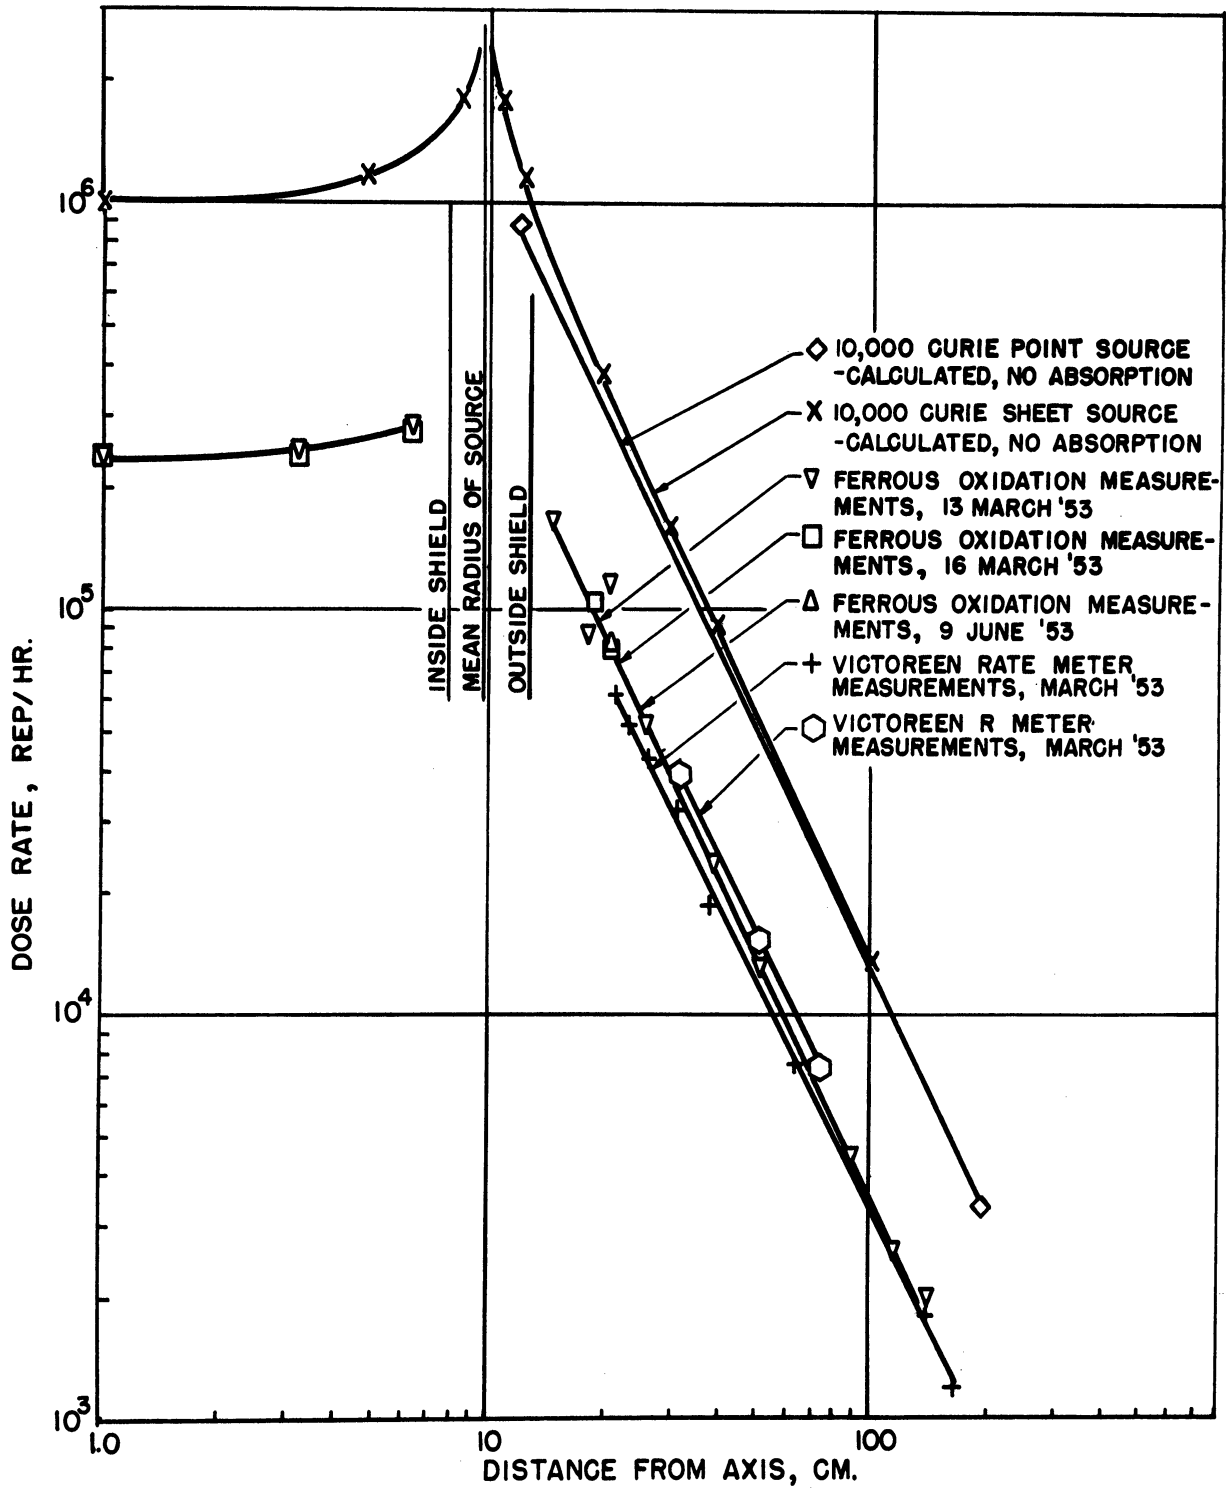 10⁶
10⁵
10⁴
10³
1.0
10
100
DOSE RATE, REP/HR.
DISTANCE FROM AXIS, CM.
INSIDE SHIELD
MEAN RADIUS OF SOURCE
OUTSIDE SHIELD
10,000 CURIE POINT SOURCE
-CALCULATED, NO ABSORPTION
10,000 CURIE SHEET SOURCE
-CALCULATED, NO ABSORPTION
FERROUS OXIDATION MEASURE-
MENTS, 13 MARCH '53
FERROUS OXIDATION MEASURE-
MENTS, 16 MARCH '53
FERROUS OXIDATION MEASURE-
MENTS, 9 JUNE '53
VICTOREEN RATE METER
MEASUREMENTS, MARCH '53
VICTOREEN R METER
MEASUREMENTS, MARCH '53